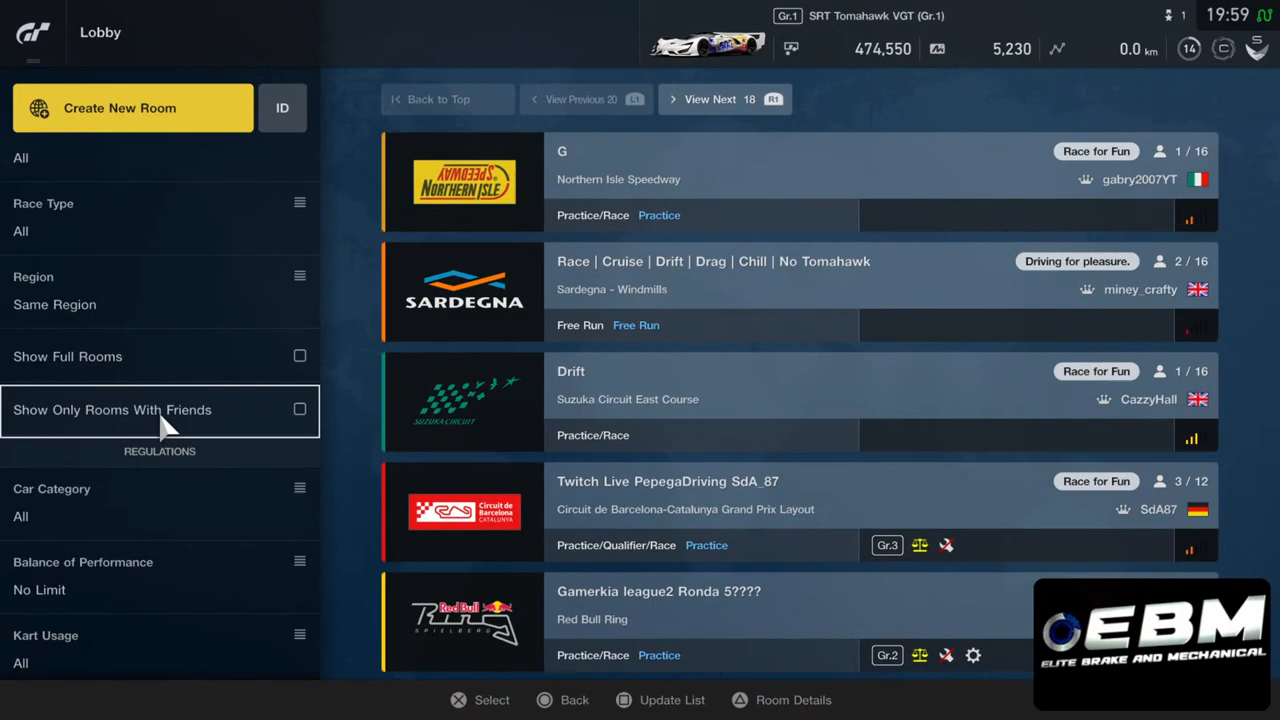 Lobby
Gr.1 SRT Tomahawk VGT (Gr.1)
1 19:59
474,550 5,230 0.0 km 14 C S
Create New Room ID
All
Race Type
All
Region
Same Region
Show Full Rooms
Show Only Rooms With Friends
REGULATIONS
Car Category
All
Balance of Performance
No Limit
Kart Usage
All
Back to Top View Previous 20 L1 View Next 18 R1
NORTHERN ISLE
SPEEDWAY
G Race for Fun 1 / 16
Northern Isle Speedway gabry2007YT
Practice/Race Practice
SARDEGNA
Race | Cruise | Drift | Drag | Chill | No Tomahawk Driving for pleasure. 2 / 16
Sardegna - Windmills miney_crafty
Free Run Free Run
SUZUKA CIRCUIT
Drift Race for Fun 1 / 16
Suzuka Circuit East Course CazzyHall
Practice/Race
Circuit de
Barcelona
CATALUNYA
Twitch Live PepegaDriving SdA_87 Race for Fun 3 / 12
Circuit de Barcelona-Catalunya Grand Prix Layout SdA87
Practice/Qualifier/Race Practice Gr.3
Red Bull
Ring
SPIELBERG
Gamerkia league2 Ronda 5????
Red Bull Ring
Practice/Race Practice Gr.2
EBM
ELITE BRAKE AND MECHANICAL
Select Back Update List Room Details